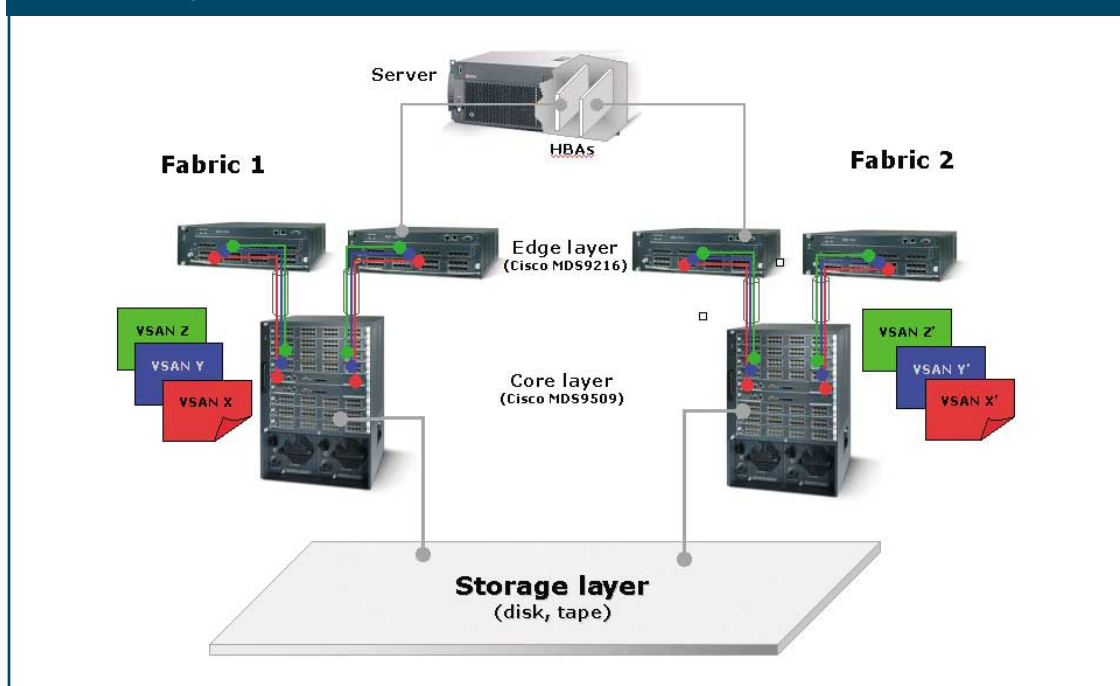 Server
HBAs
Fabric 1
Fabric 2
Edge layer
(Cisco MDS9216)
VSAN Z
VSAN Y
VSAN X
VSAN Z'
VSAN Y'
VSAN X'
Core layer
(Cisco MDS9509)
Storage layer
(disk, tape)